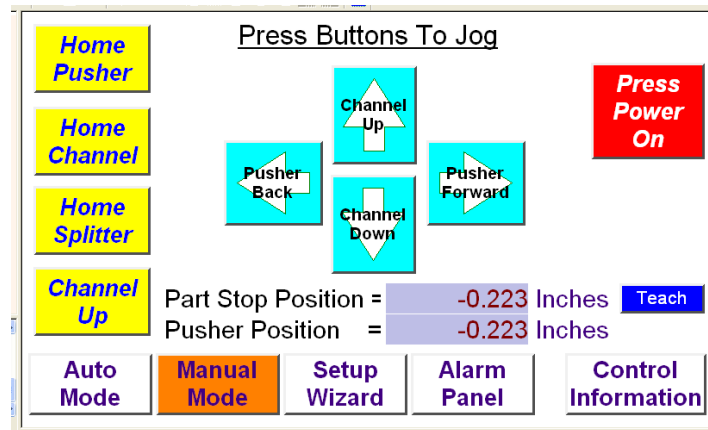 Press Buttons To Jog
Home
Pusher
Home
Channel
Home
Splitter
Channel
Up
Channel
Up
Pusher
Back
Pusher
Forward
Channel
Down
Press
Power
On
Part Stop Position = -0.223 Inches Teach
Pusher Position = -0.223 Inches
Auto
Mode
Manual
Mode
Setup
Wizard
Alarm
Panel
Control
Information